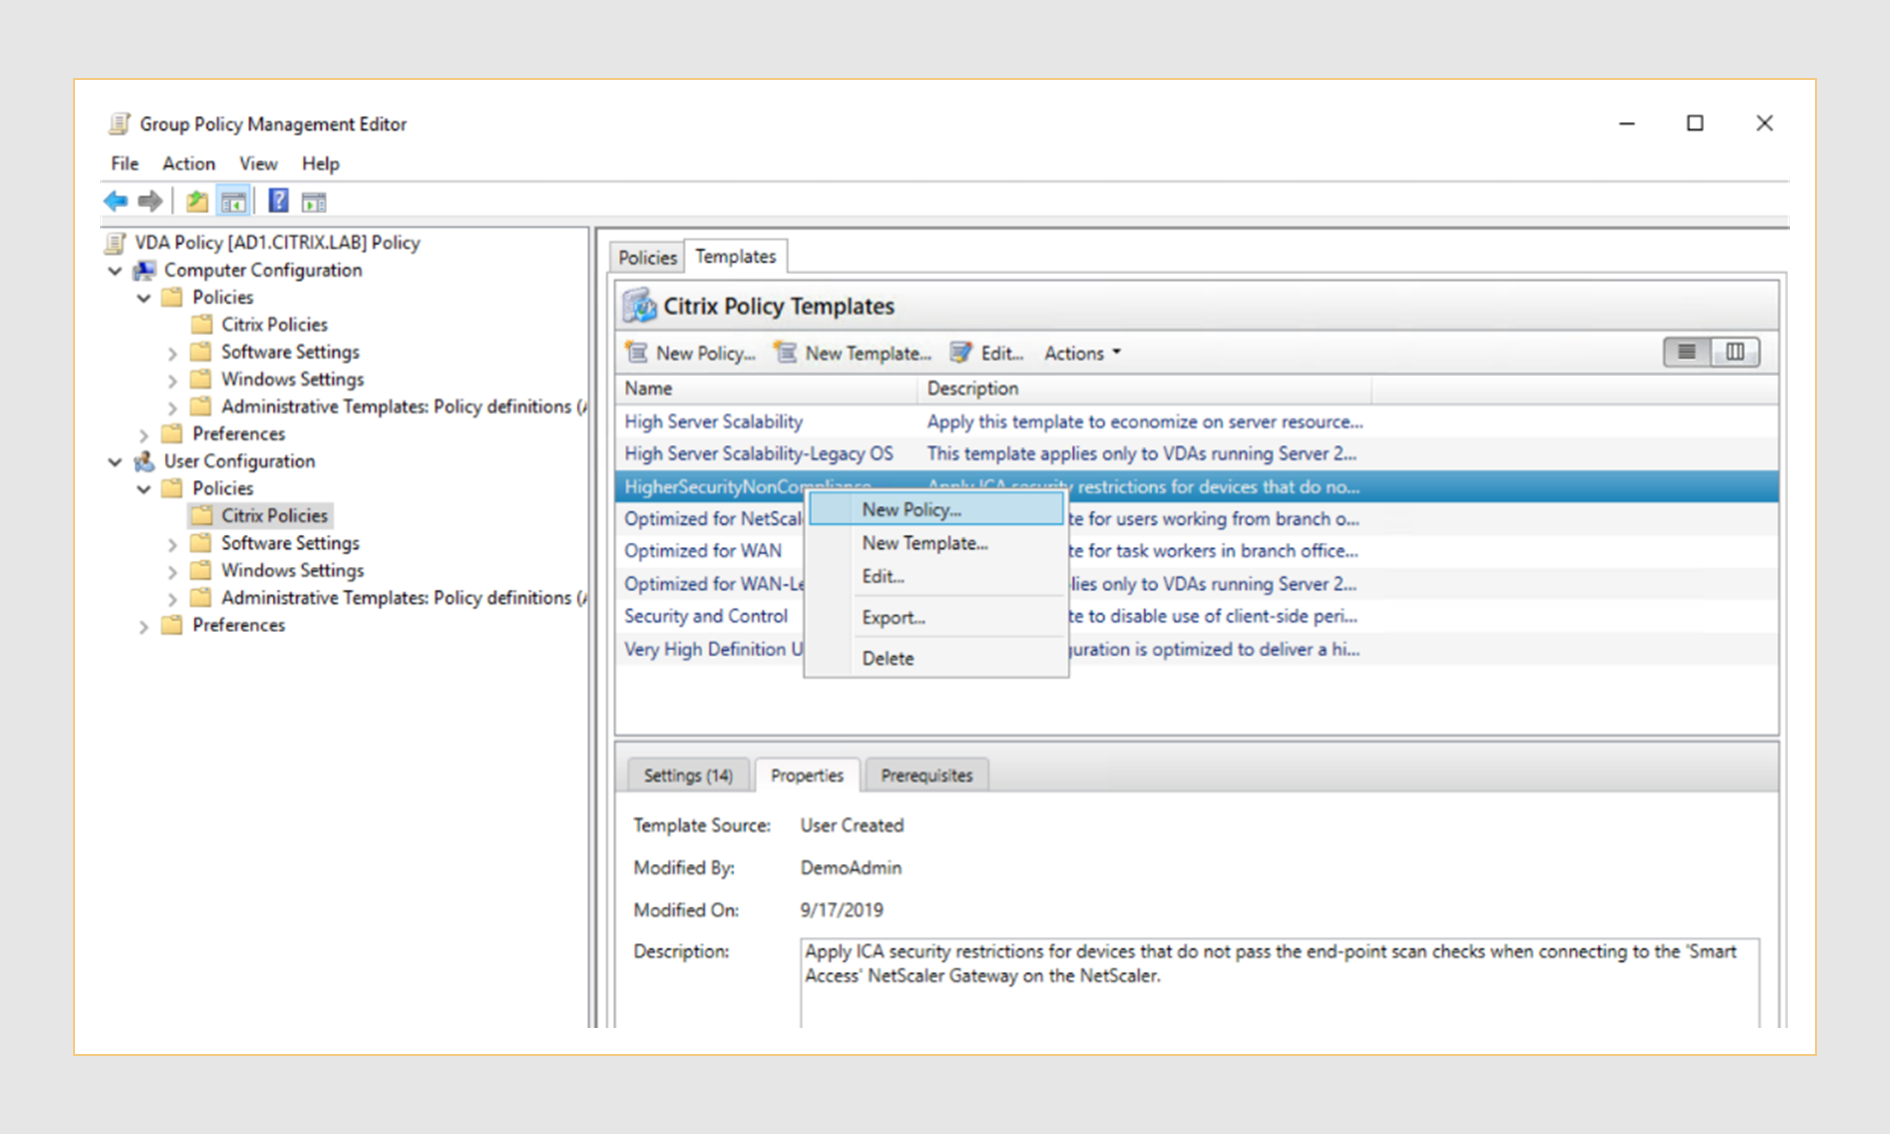 Group Policy Management Editor
File Action View Help
VDA Policy [AD1.CITRIX.LAB] Policy
Computer Configuration
Policies
Citrix Policies
Software Settings
Windows Settings
Administrative Templates: Policy definitions (
Preferences
User Configuration
Policies
Citrix Policies
Software Settings
Windows Settings
Administrative Templates: Policy definitions (
Preferences
Policies Templates
Citrix Policy Templates
New Policy... New Template... Edit... Actions
Name Description
High Server Scalability Apply this template to economize on server resource...
High Server Scalability-Legacy OS This template applies only to VDAs running Server 2...
HigherSecurityNonCompliance Apply ICA security restrictions for devices that do no...
Optimized for NetScal te for users working from branch o...
Optimized for WAN te for task workers in branch office...
Optimized for WAN-Le lies only to VDAs running Server 2...
Security and Control te to disable use of client-side peri...
Very High Definition U uration is optimized to deliver a hi...
New Policy...
New Template...
Edit...
Export...
Delete
Settings (14) Properties Prerequisites
Template Source: User Created
Modified By: DemoAdmin
Modified On: 9/17/2019
Description: Apply ICA security restrictions for devices that do not pass the end-point scan checks when connecting to the 'Smart
Access' NetScaler Gateway on the NetScaler.